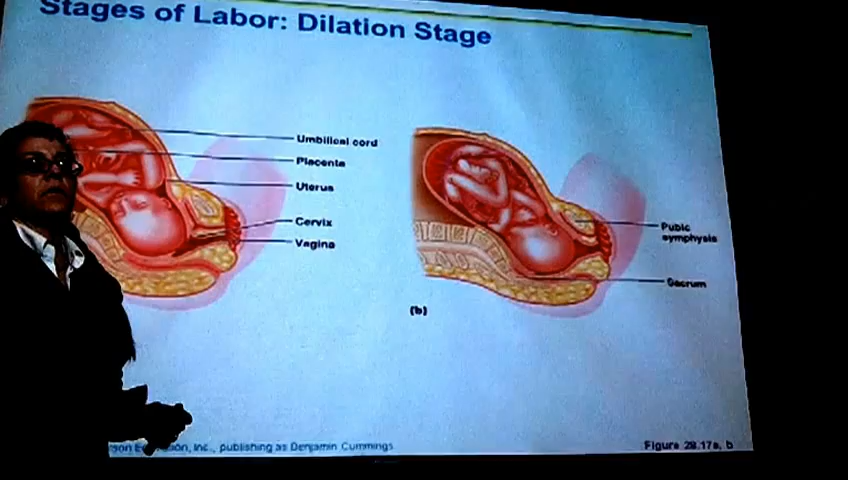 Stages of Labor: Dilation Stage
Umbilical cord
Placenta
Uterus
Cervix
Vagina
Pubic
symphysis
Sacrum
(b)
Inc., publishing as Benjamin Cummings
Figure 28.17a, b